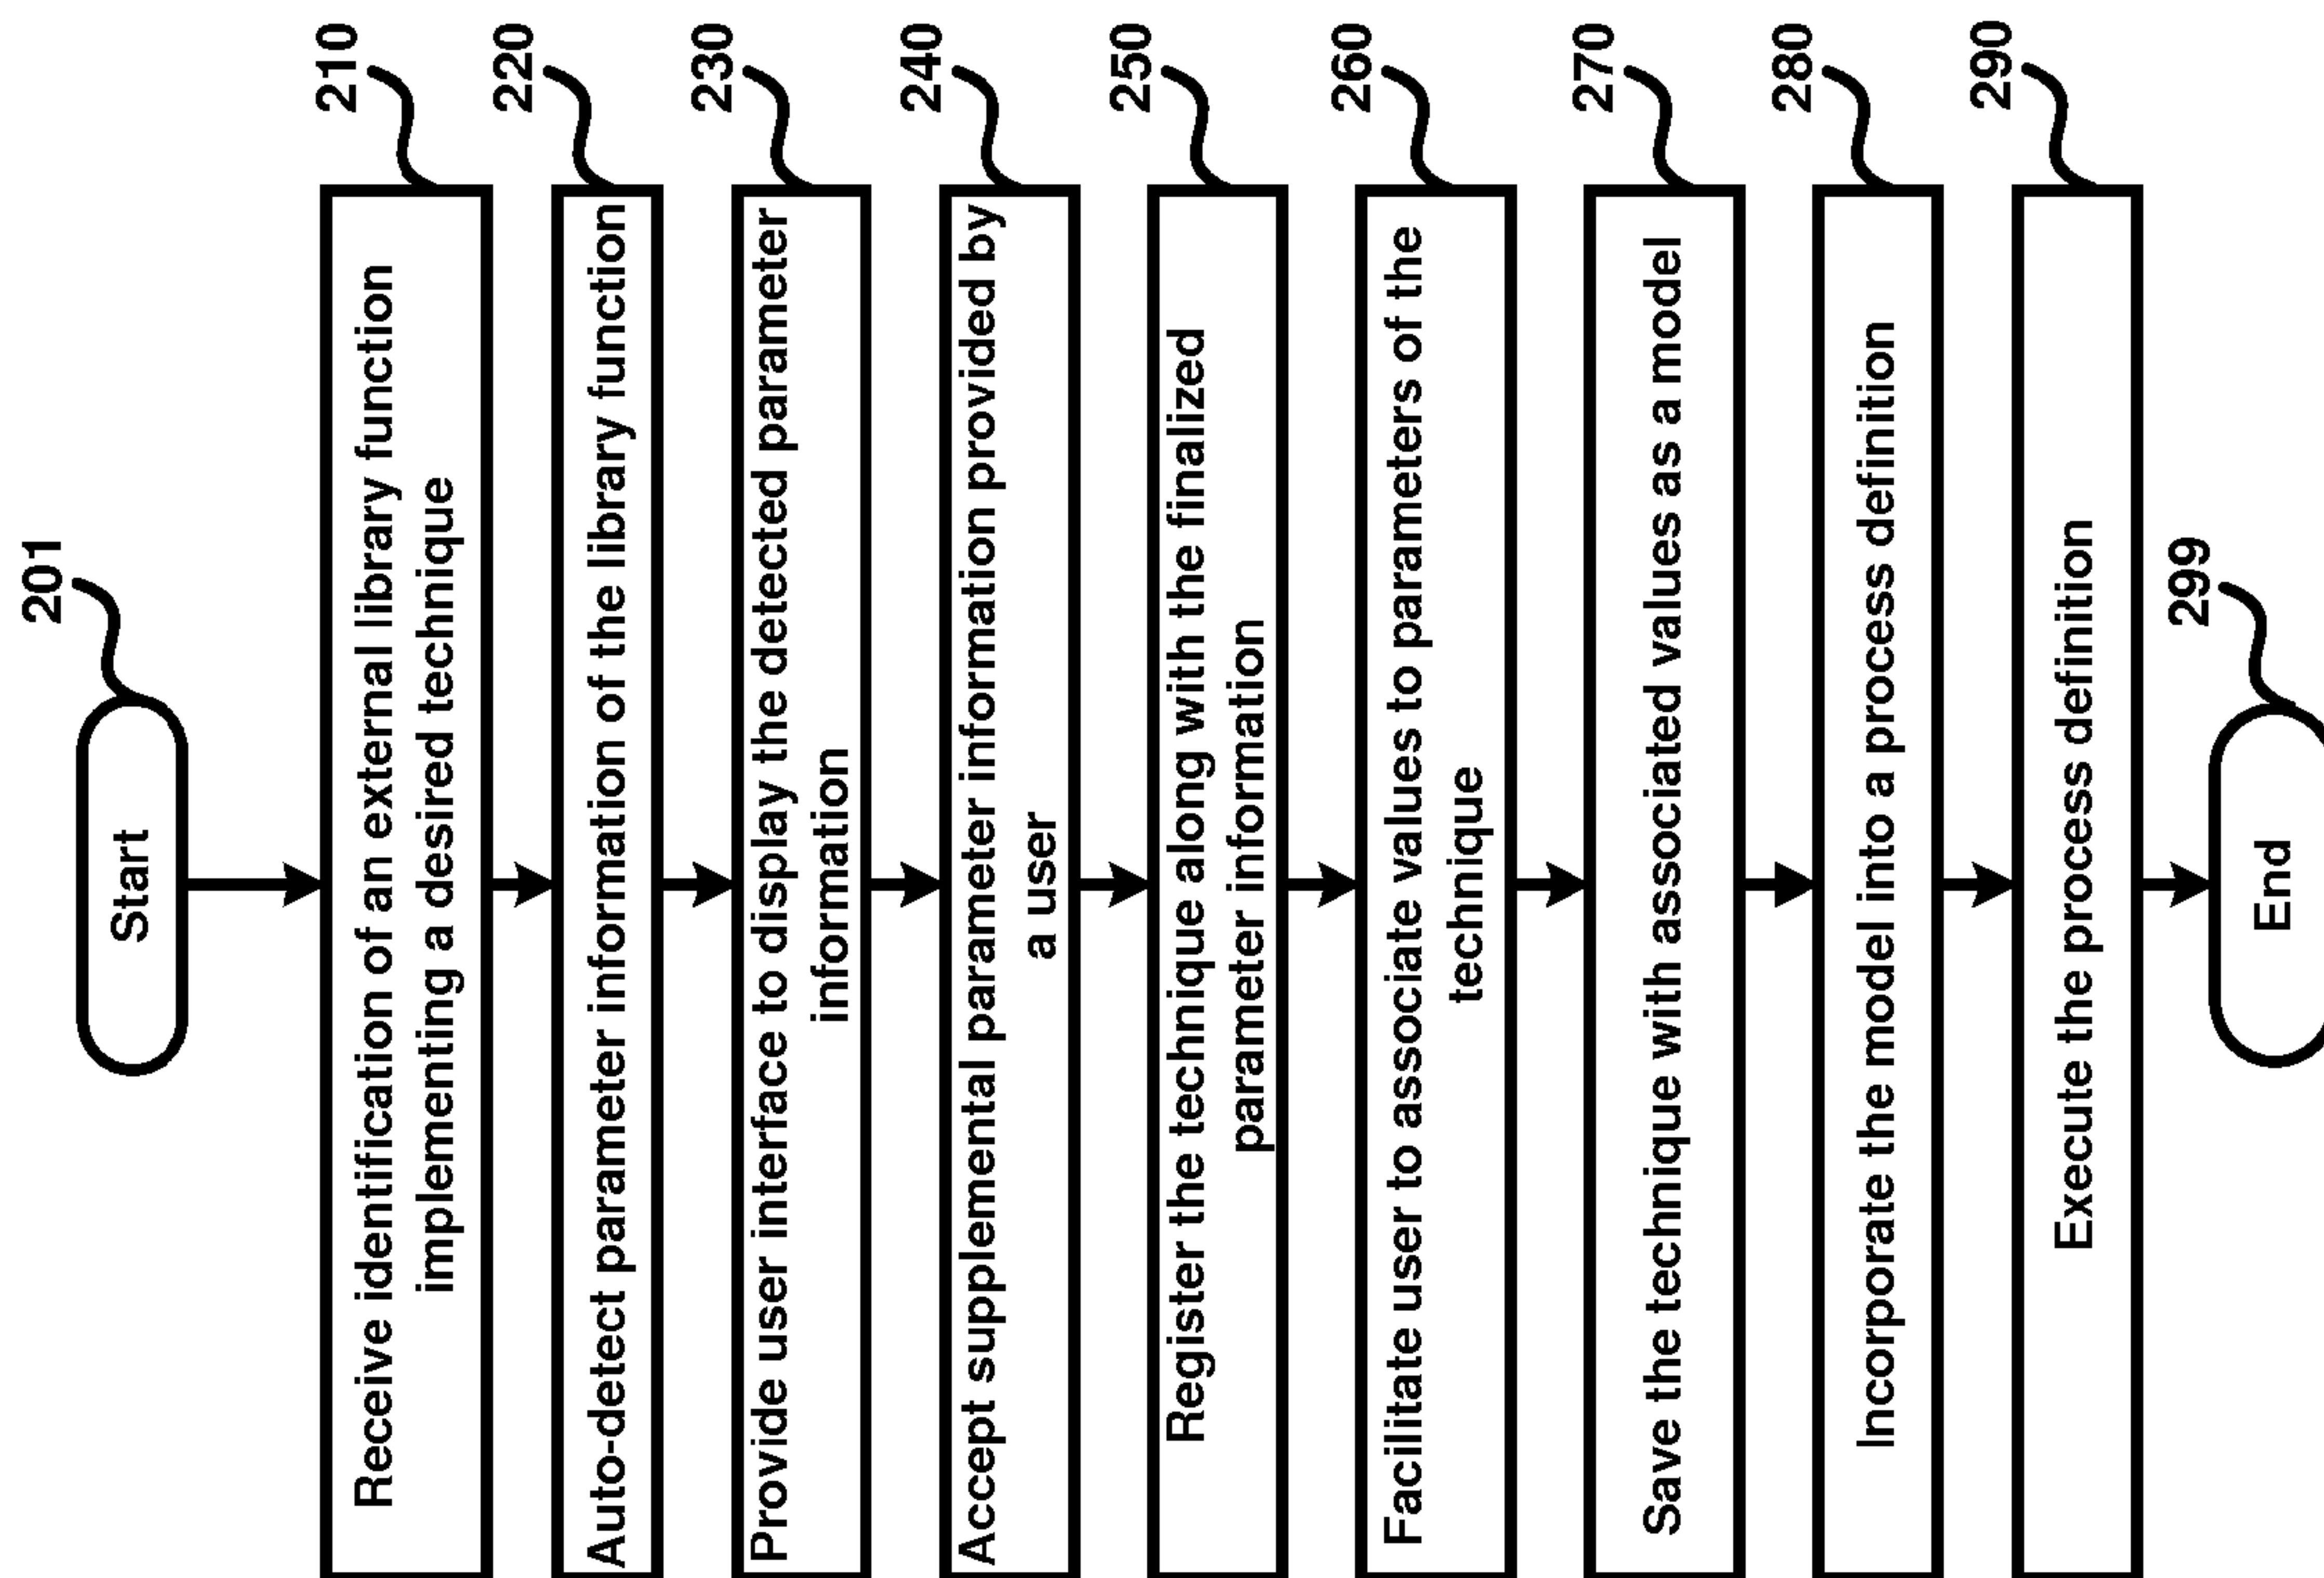 201
Start
210
Receive identification of an external library function
implementing a desired technique
220
Auto-detect parameter information of the library function
230
Provide user interface to display the detected parameter
information
240
Accept supplemental parameter information provided by
a user
250
Register the technique along with the finalized
parameter information
260
Facilitate user to associate values to parameters of the
technique
270
Save the technique with associated values as a model
280
Incorporate the model into a process definition
290
Execute the process definition
299
End